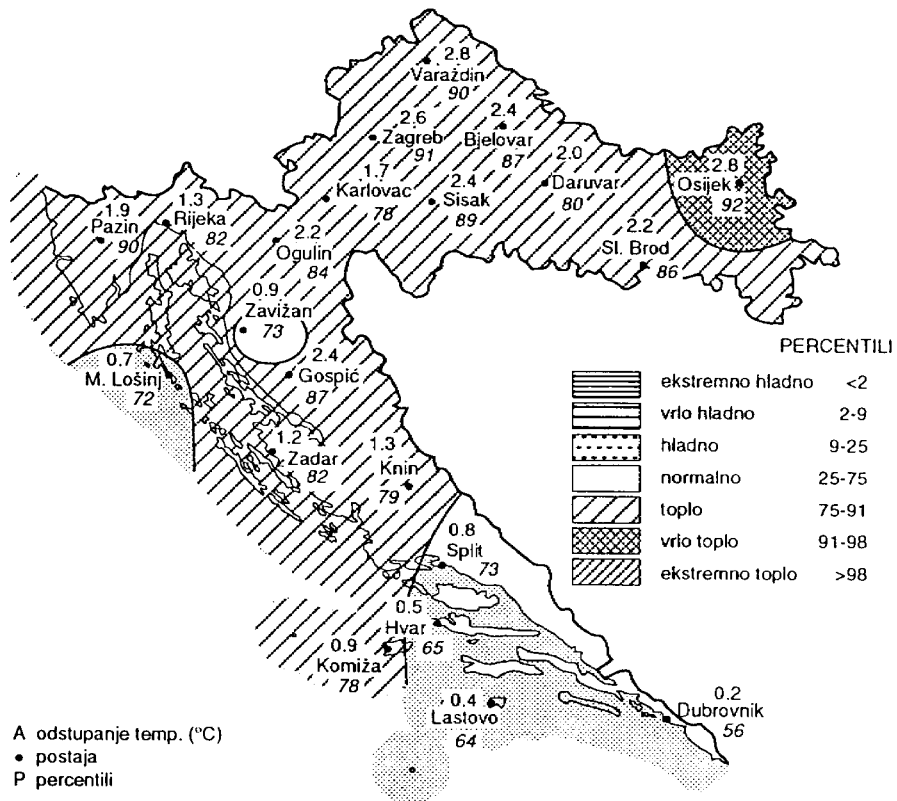 2.8
Varaždin
90
2.6
Zagreb
91
2.4
Bjelovar
87
2.0
Daruvar
80
2.8
Osijek
92
1.7
Karlovac
78
2.4
Sisak
89
2.2
Sl. Brod
86
1.9
Pazin
90
1.3
Rijeka
82
2.2
Ogulin
84
0.9
Zavižan
73
0.7
M. Lošinj
72
2.4
Gospić
87
1.2
Zadar
82
1.3
Knin
79
0.8
Split
73
0.5
Hvar
65
0.9
Komiža
78
0.4
Lastovo
64
0.2
Dubrovnik
56
PERCENTILI
ekstremno hladno <2
vrlo hladno 2-9
hladno 9-25
normalno 25-75
toplo 75-91
vrlo toplo 91-98
ekstremno toplo >98
A odstupanje temp. (°C)
• postaja
P percentili